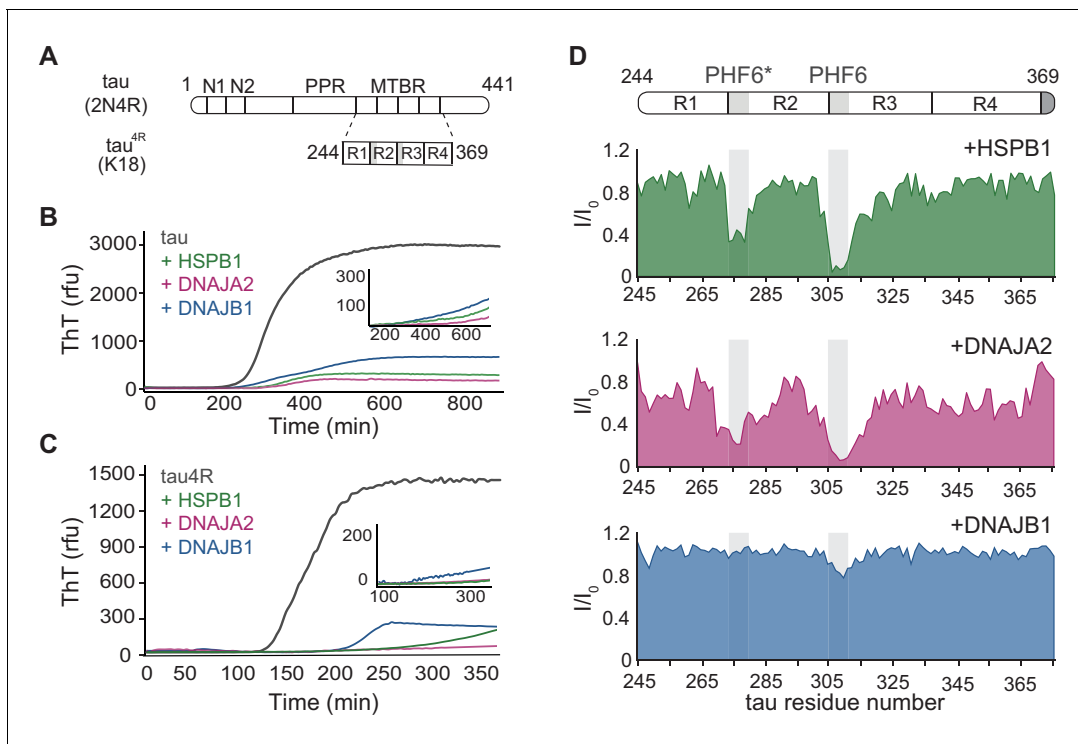 A
tau
(2N4R)
1
N1
N2
PPR
MTBR
441
tau4R
(K18)
244
R1
R2
R3
R4
369
B
tau
+ HSPB1
+ DNAJA2
+ DNAJB1
ThT (rfu)
3000
2000
1000
0
0 200 400 600 800
Time (min)
300
100
200 400 600
C
tau4R
+ HSPB1
+ DNAJA2
+ DNAJB1
ThT (rfu)
1500
1200
900
600
300
0
0 50 100 150 200 250 300 350
Time (min)
200
0
100 300
D
244
PHF6*
PHF6
369
R1
R2
R3
R4
+HSPB1
I/I0
1.2
0.8
0.4
0
245 265 285 305 325 345 365
+DNAJA2
I/I0
1.2
0.8
0.4
0
245 265 285 305 325 345 365
+DNAJB1
I/I0
1.2
0.8
0.4
0
245 265 285 305 325 345 365
tau residue number